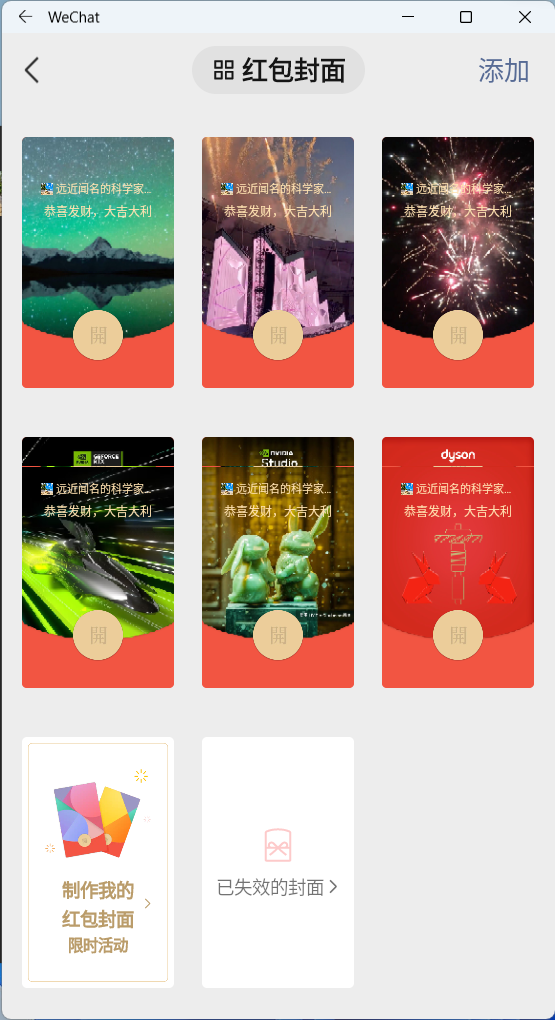 WeChat
红包封面
添加
远近闻名的科学家...
恭喜发财，大吉大利
開
远近闻名的科学家...
恭喜发财，大吉大利
開
远近闻名的科学家...
恭喜发财，大吉大利
開
NVIDIA GEFORCE RTX
远近闻名的科学家...
恭喜发财，大吉大利
開
NVIDIA
Studio
远近闻名的科学家...
恭喜发财，大吉大利
開
dyson
远近闻名的科学家...
恭喜发财，大吉大利
開
制作我的
红包封面
限时活动
已失效的封面